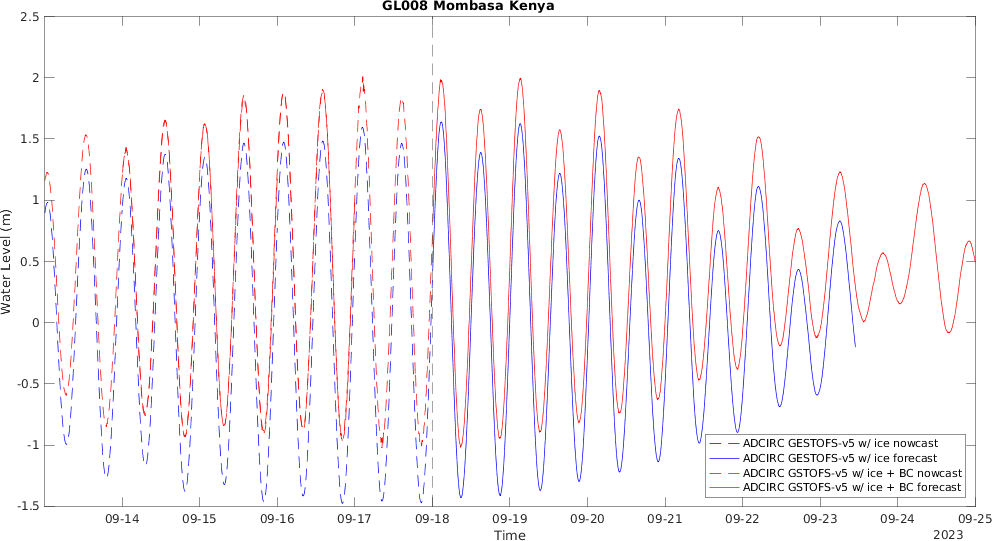 GL008 Mombasa Kenya
2.5
2
1.5
1
0.5
0
-0.5
-1
-1.5
Water Level (m)
09-14 09-15 09-16 09-17 09-18 09-19 09-20 09-21 09-22 09-23 09-24 09-25
Time
2023
ADCIRC GESTOFS-v5 w/ ice nowcast
ADCIRC GESTOFS-v5 w/ ice forecast
ADCIRC GSTOFS-v5 w/ ice + BC nowcast
ADCIRC GSTOFS-v5 w/ ice + BC forecast